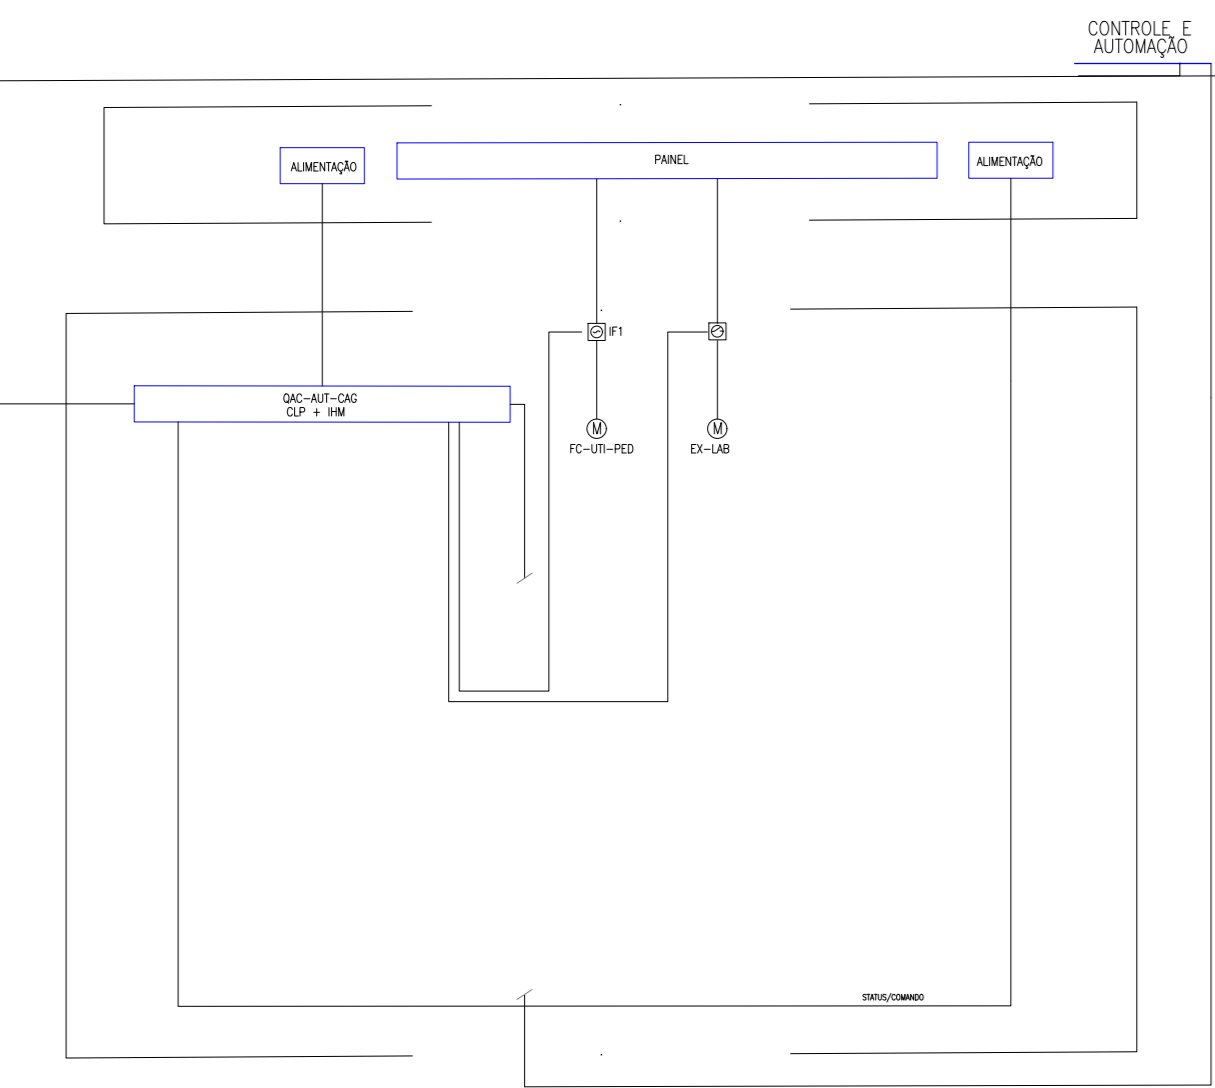 CONTROLE E
AUTOMAÇÃO
ALIMENTAÇÃO
PAINEL
ALIMENTAÇÃO
IF1
QAC-AUT-CAG
CLP + IHM
M
M
FC-UTI-PED
EX-LAB
STATUS/COMANDO